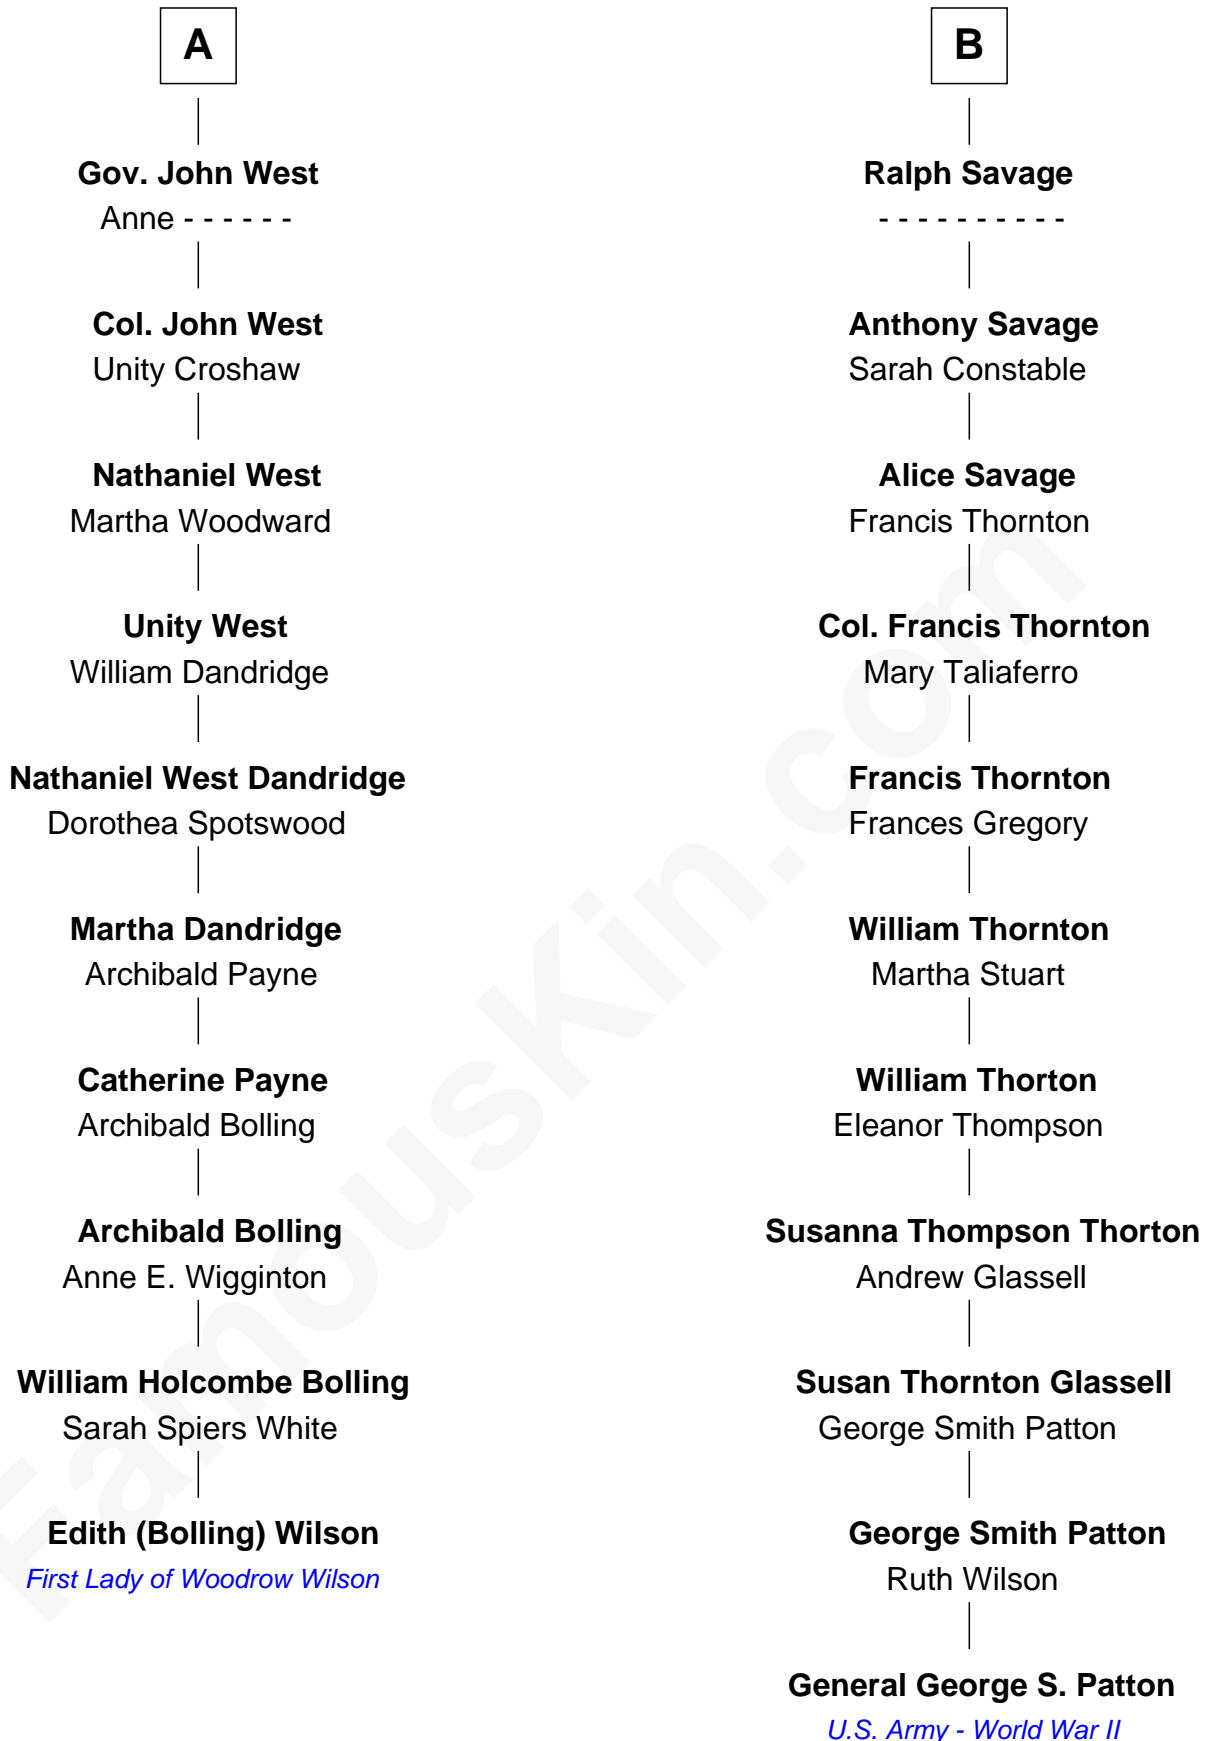 A
Gov. John West
Anne - - - - - -
Col. John West
Unity Croshaw
Nathaniel West
Martha Woodward
Unity West
William Dandridge
Nathaniel West Dandridge
Dorothea Spotswood
Martha Dandridge
Archibald Payne
Catherine Payne
Archibald Bolling
Archibald Bolling
Anne E. Wigginton
William Holcombe Bolling
Sarah Spiers White
Edith (Bolling) Wilson
First Lady of Woodrow Wilson
B
Ralph Savage
- - - - - - - - - -
Anthony Savage
Sarah Constable
Alice Savage
Francis Thornton
Col. Francis Thornton
Mary Taliaferro
Francis Thornton
Frances Gregory
William Thornton
Martha Stuart
William Thorton
Eleanor Thompson
Susanna Thompson Thorton
Andrew Glassell
Susan Thornton Glassell
George Smith Patton
George Smith Patton
Ruth Wilson
General George S. Patton
U.S. Army - World War II
FamousKin.com